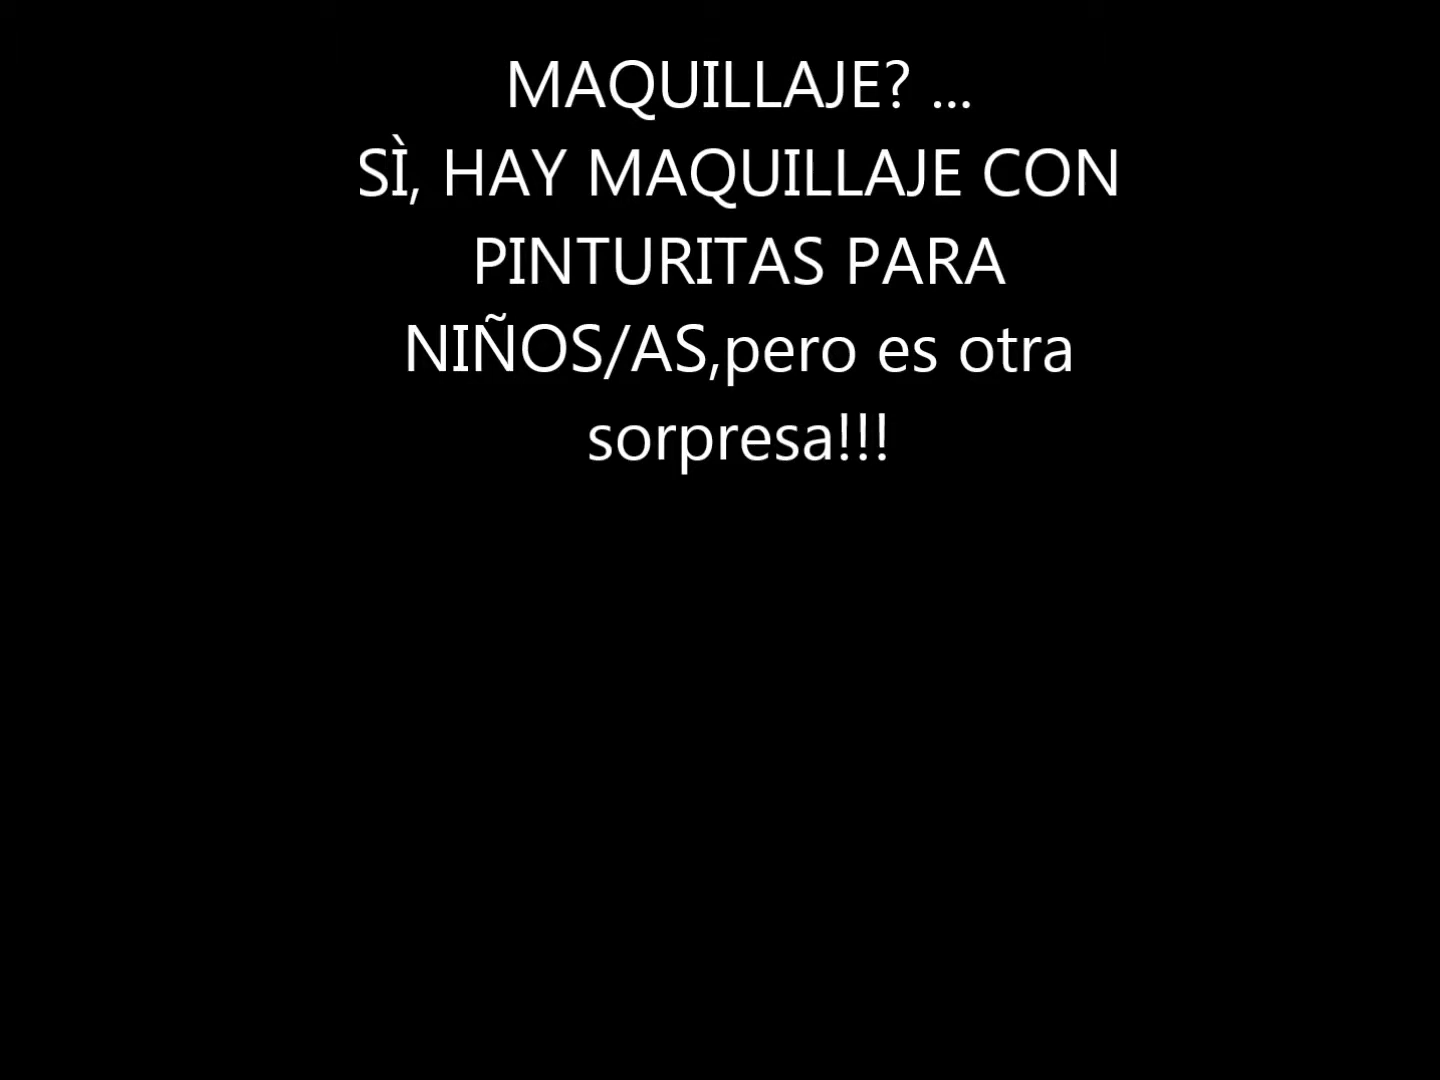 MAQUILLAJE? ...
SÌ, HAY MAQUILLAJE CON
PINTURITAS PARA
NIÑOS/AS,pero es otra
sorpresa!!!